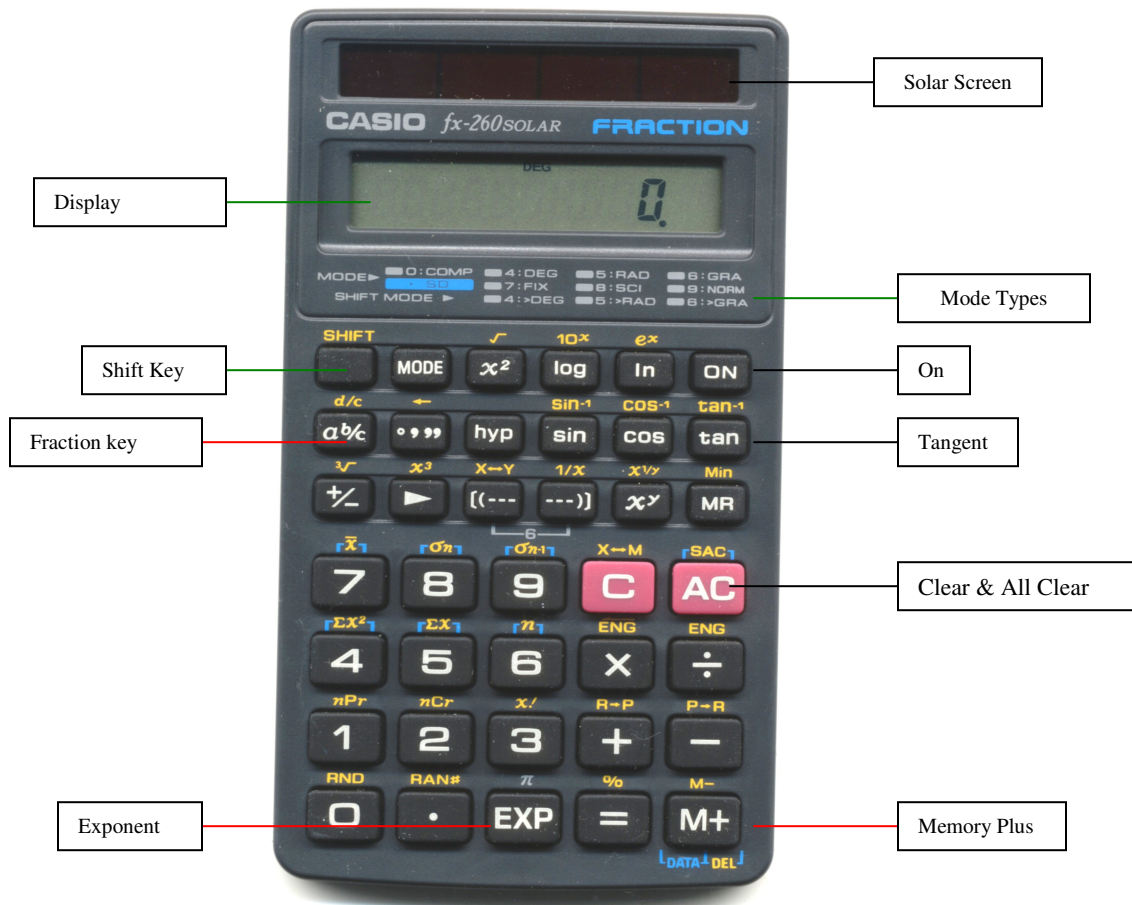 Solar Screen
CASIO fx-260SOLAR FRACTION
DEG
Display
0.
MODE► 0:COMP 4:DEG 5:RAD 6:GRA
· SD 7:FIX 8:SCI 9:NORM
SHIFT MODE ► 4:>DEG 5:>RAD 6:>GRA
Mode Types
SHIFT √ 10ˣ eˣ
Shift Key
MODE x² log ln ON
On
d/c ← sin-1 cos-1 tan-1
Fraction key
a b/c ° ’ ’’ hyp sin cos tan
Tangent
³√ x³ X↔Y 1/x x¹/ʸ Min
+/− ► [(--- ---)] xʸ MR
6
x̄ σn σn-1 X↔M SAC
7 8 9 C AC
Clear & All Clear
Σx² Σx n ENG ENG
4 5 6 × ÷
nPr nCr x! R→P P→R
1 2 3 + −
RND RAN# π % M−
Exponent
0 · EXP = M+
Memory Plus
DATA DEL